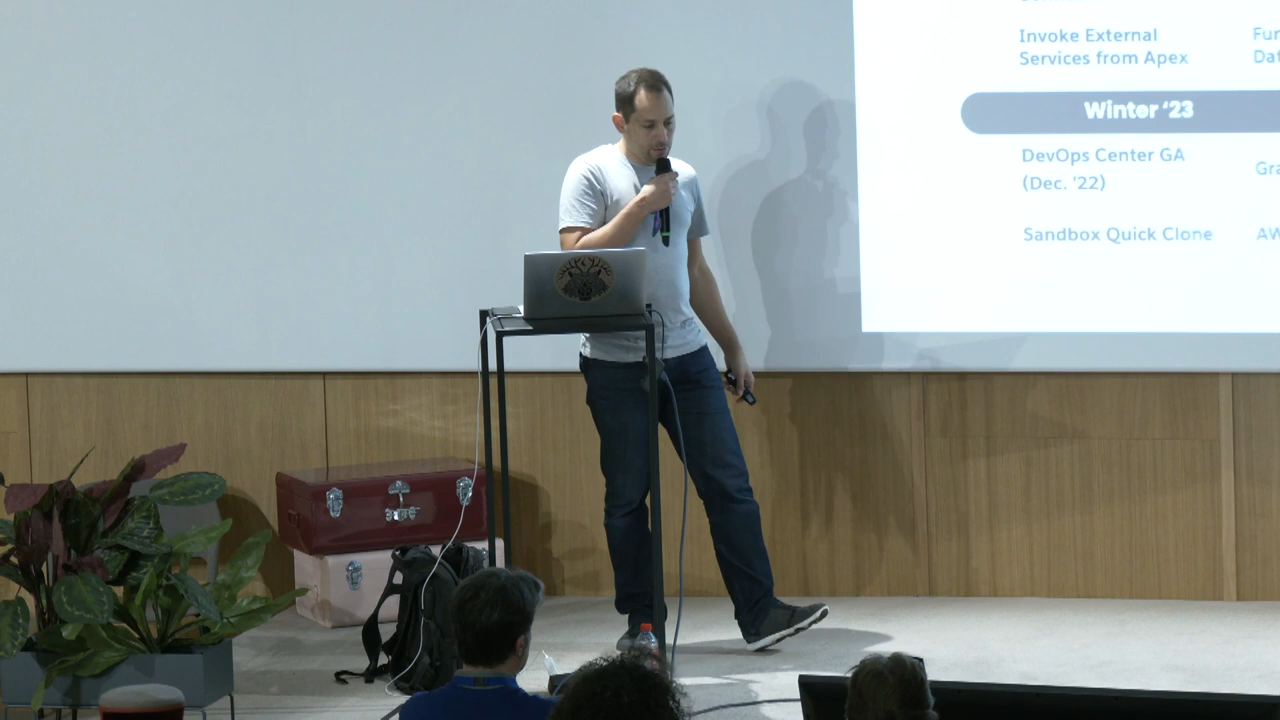 Invoke External
Services from Apex
Winter ‘23
DevOps Center GA
(Dec. ’22)
Sandbox Quick Clone